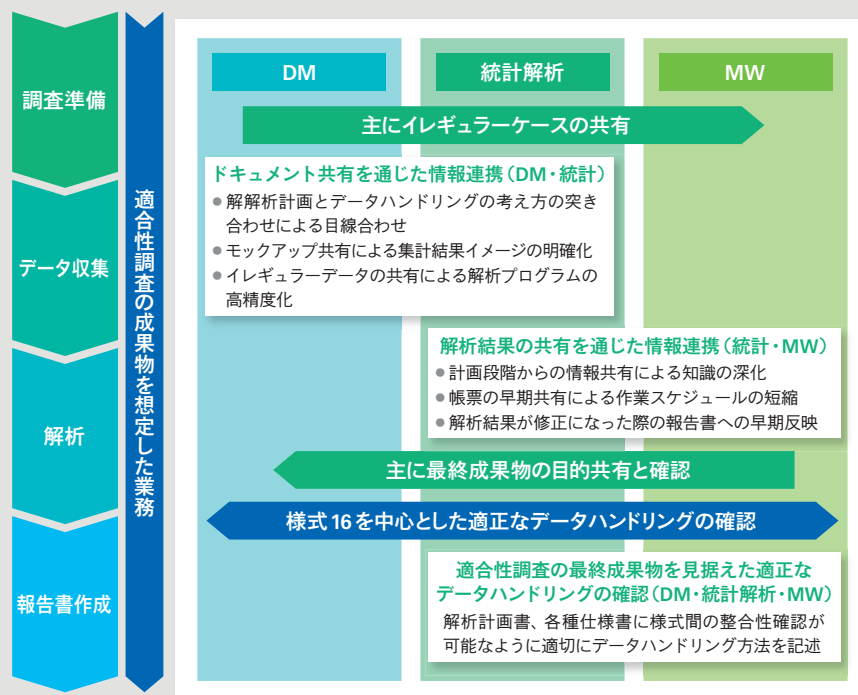 調査準備
データ収集
解析
報告書作成
適合性調査の成果物を想定した業務
DM
統計解析
MW
主にイレギュラーケースの共有
ドキュメント共有を通じた情報連携（DM・統計）
●解解析計画とデータハンドリングの考え方の突き
合わせによる目線合わせ
●モックアップ共有による集計結果イメージの明確化
●イレギュラーデータの共有による解析プログラムの
高精度化
解析結果の共有を通じた情報連携（統計・MW）
●計画段階からの情報共有による知識の深化
●帳票の早期共有による作業スケジュールの短縮
●解析結果が修正になった際の報告書への早期反映
主に最終成果物の目的共有と確認
様式16を中心とした適正なデータハンドリングの確認
適合性調査の最終成果物を見据えた適正な
データハンドリングの確認（DM・統計解析・MW）
解析計画書、各種仕様書に様式間の整合性確認が
可能なように適切にデータハンドリング方法を記述